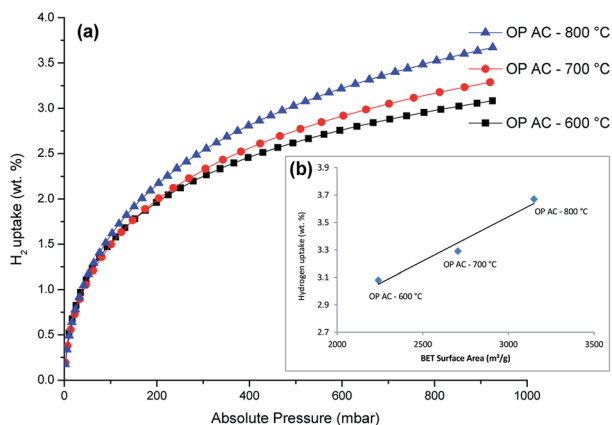 4.0
3.5
3.0
2.5
2.0
1.5
1.0
0.5
0.0
H2 uptake (wt. %)
(a)
OP AC - 800 °C
OP AC - 700 °C
OP AC - 600 °C
0
200
400
600
800
1000
Absolute Pressure (mbar)
(b)
3.9
3.7
3.5
3.3
3.1
2.9
2.7
Hydrogen uptake (wt. %)
OP AC - 800 °C
OP AC - 700 °C
OP AC - 600 °C
2000
2500
3000
3500
BET Surface Area (m²/g)